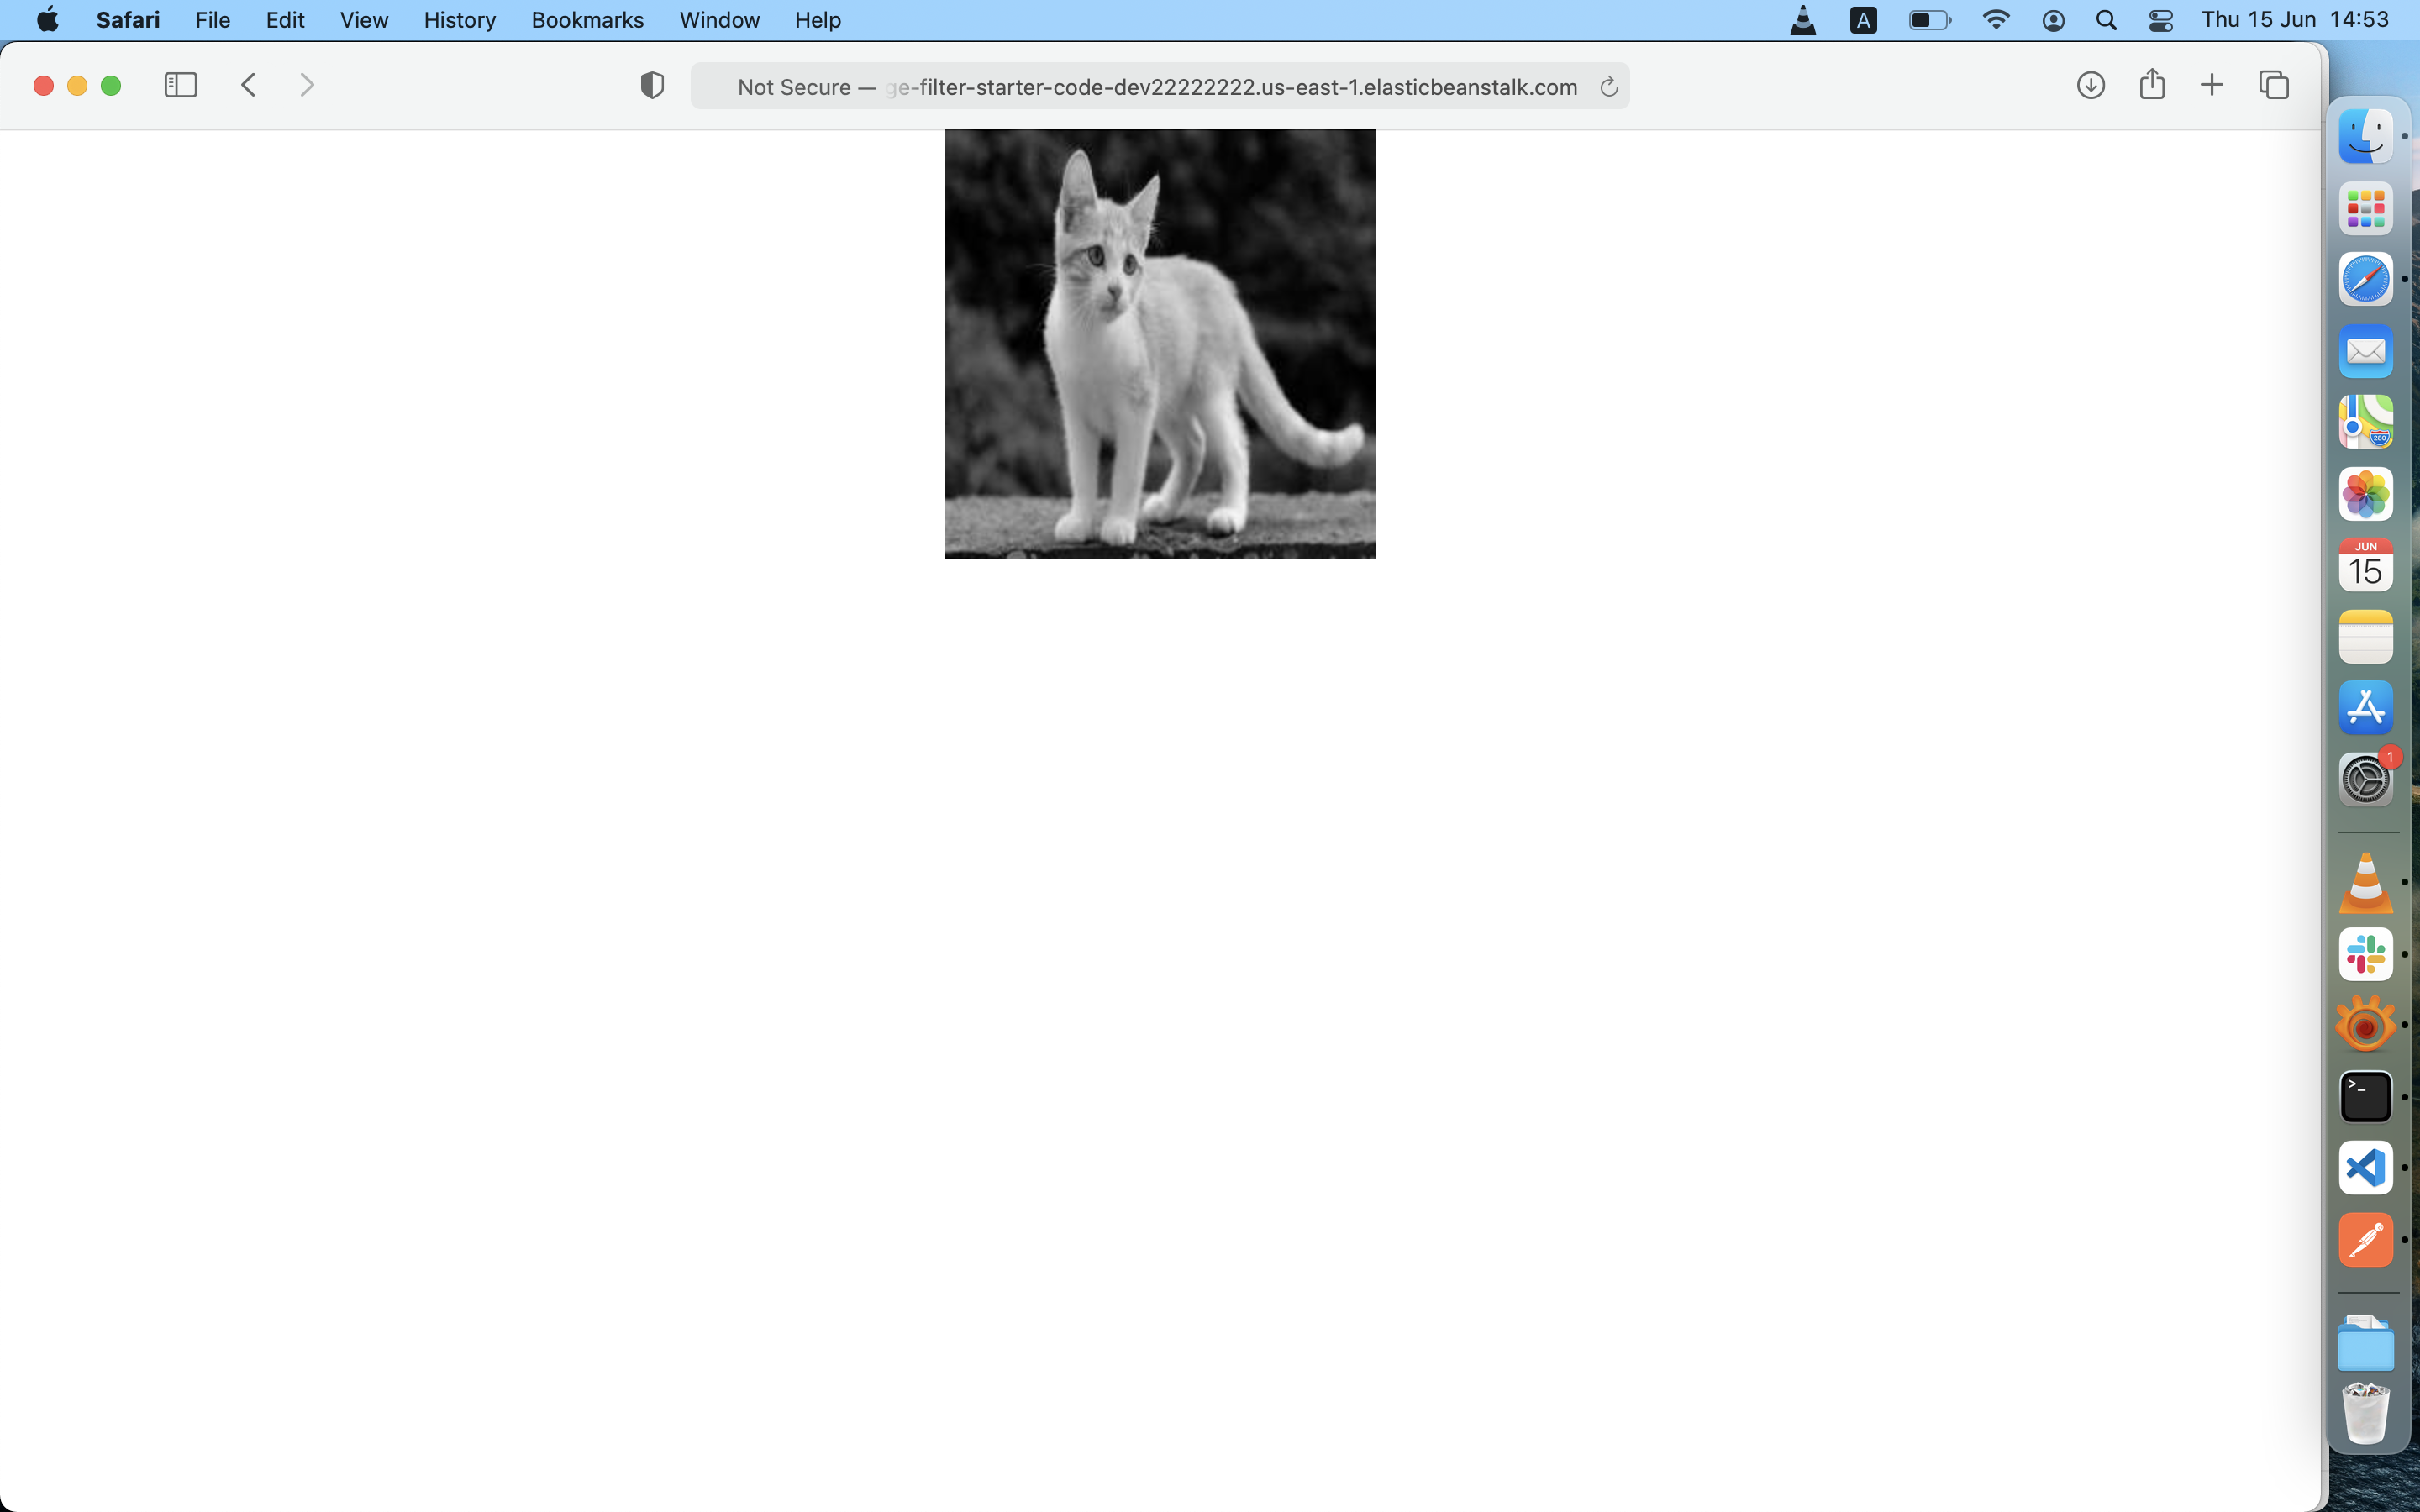 Safari File Edit View History Bookmarks Window Help A Thu 15 Jun 14:53
Not Secure — ge-filter-starter-code-dev22222222.us-east-1.elasticbeanstalk.com
280
JUN
15
1
>_